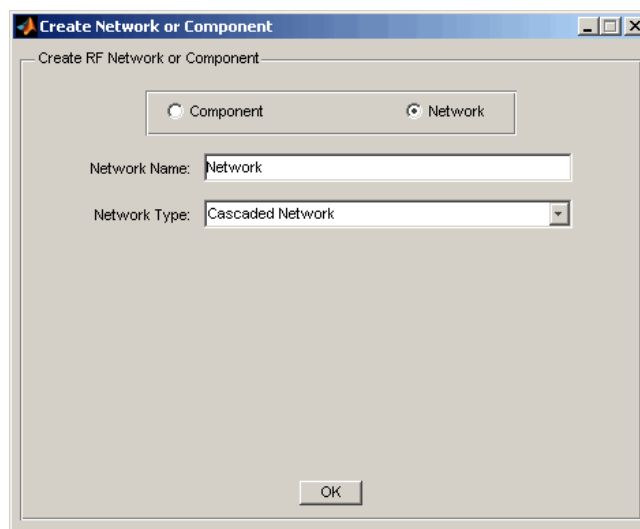 Create Network or Component
Create RF Network or Component
Component Network
Network Name: Network
Network Type: Cascaded Network
OK